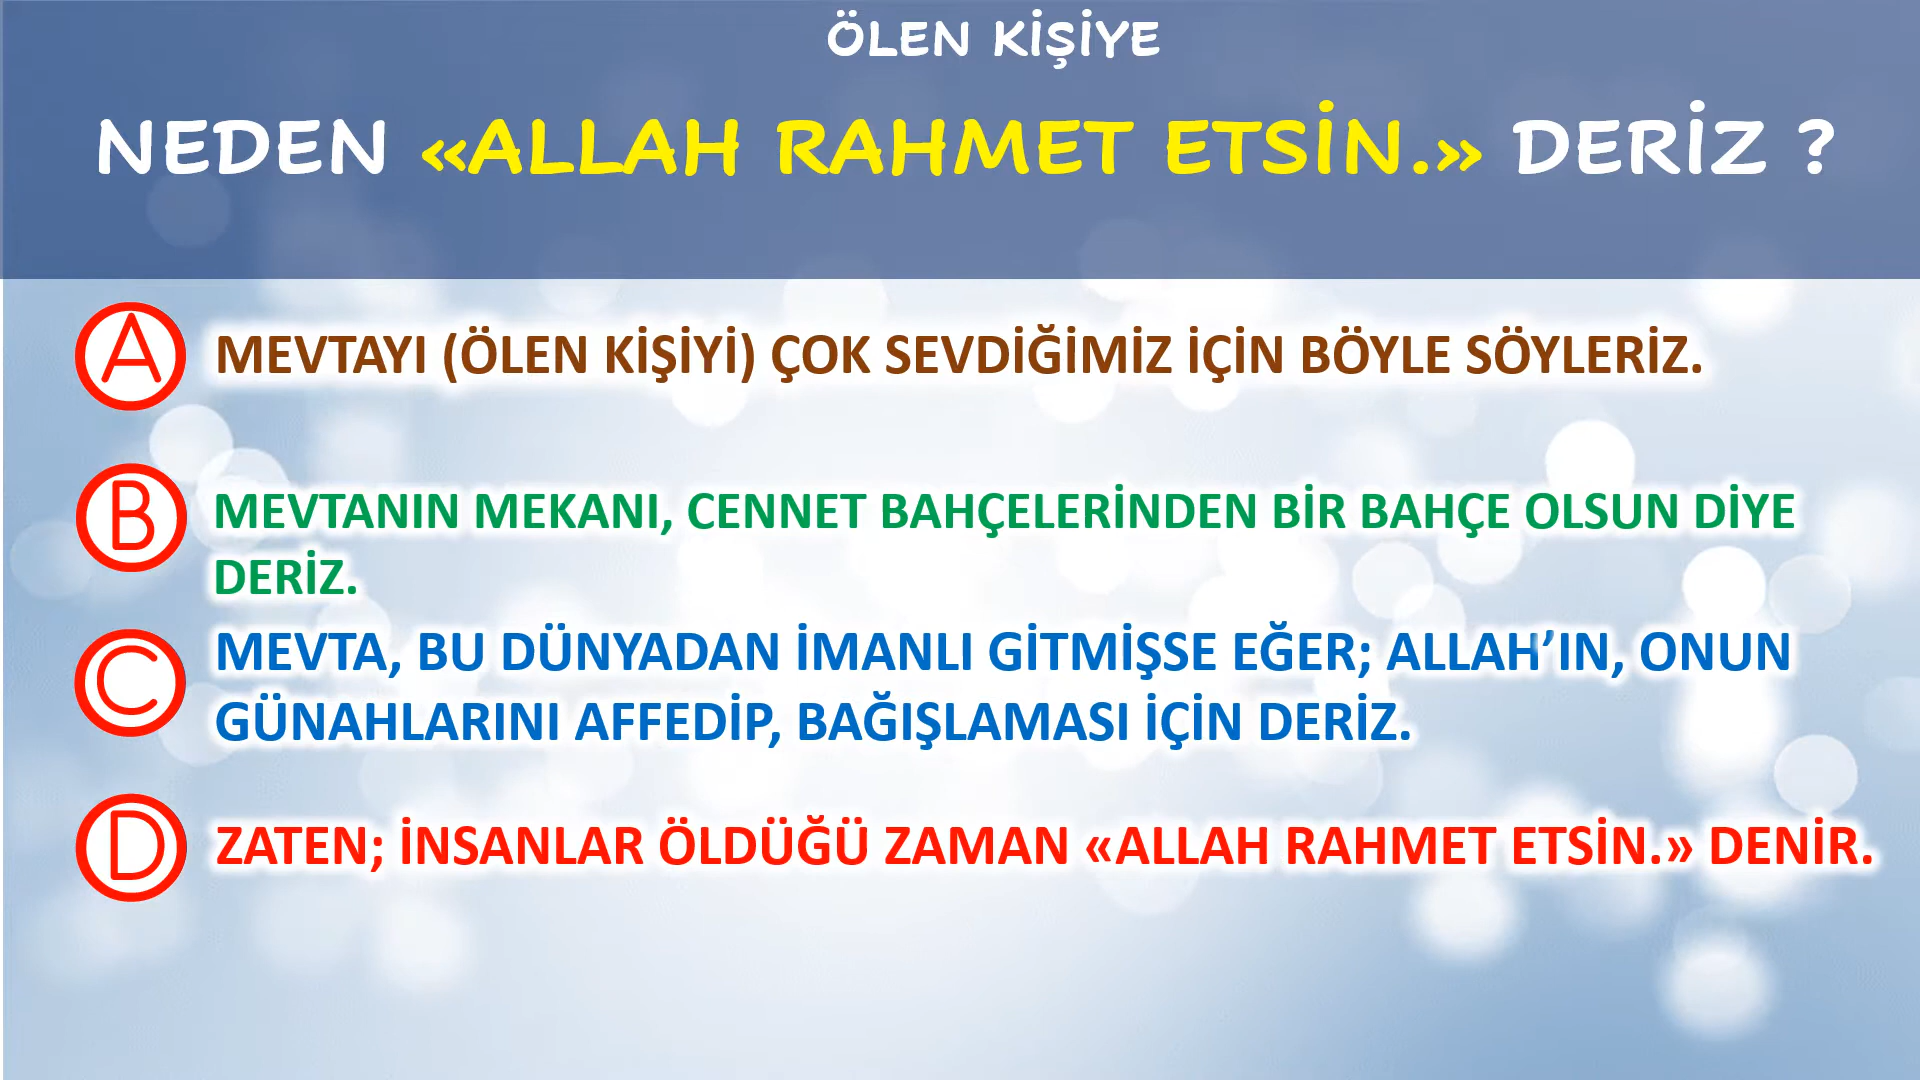 ÖLEN KİŞİYE
NEDEN «ALLAH RAHMET ETSİN.» DERİZ ?
A MEVTAYI (ÖLEN KİŞİYİ) ÇOK SEVDİĞİMİZ İÇİN BÖYLE SÖYLERİZ.
B MEVTANIN MEKANI, CENNET BAHÇELERİNDEN BİR BAHÇE OLSUN DİYE
DERİZ.
C MEVTA, BU DÜNYADAN İMANLI GİTMİŞSE EĞER; ALLAH’IN, ONUN
GÜNAHLARINI AFFEDİP, BAĞIŞLAMASI İÇİN DERİZ.
D ZATEN; İNSANLAR ÖLDÜĞÜ ZAMAN «ALLAH RAHMET ETSİN.» DENİR.